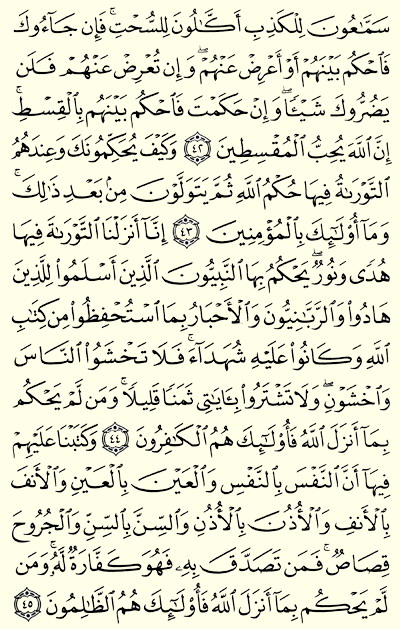 سَمَّٰعُونَ لِلْكَذِبِ أَكَّٰلُونَ لِلسُّحْتِ ۚ فَإِن جَآءُوكَ
فَٱحْكُم بَيْنَهُمْ أَوْ أَعْرِضْ عَنْهُمْ ۖ وَإِن تُعْرِضْ عَنْهُمْ فَلَن
يَضُرُّوكَ شَيْـًٔا ۖ وَإِنْ حَكَمْتَ فَٱحْكُم بَيْنَهُم بِٱلْقِسْطِ ۚ
إِنَّ ٱللَّهَ يُحِبُّ ٱلْمُقْسِطِينَ ٤٢ وَكَيْفَ يُحَكِّمُونَكَ وَعِندَهُمُ
ٱلتَّوْرَىٰةُ فِيهَا حُكْمُ ٱللَّهِ ثُمَّ يَتَوَلَّوْنَ مِنۢ بَعْدِ ذَٰلِكَ ۚ
وَمَآ أُو۟لَٰٓئِكَ بِٱلْمُؤْمِنِينَ ٤٣ إِنَّآ أَنزَلْنَا ٱلتَّوْرَىٰةَ فِيهَا
هُدًى وَنُورٌ ۚ يَحْكُمُ بِهَا ٱلنَّبِيُّونَ ٱلَّذِينَ أَسْلَمُوا۟ لِلَّذِينَ
هَادُوا۟ وَٱلرَّبَّٰنِيُّونَ وَٱلْأَحْبَارُ بِمَا ٱسْتُحْفِظُوا۟ مِن كِتَٰبِ
ٱللَّهِ وَكَانُوا۟ عَلَيْهِ شُهَدَآءَ ۚ فَلَا تَخْشَوُا۟ ٱلنَّاسَ
وَٱخْشَوْنِ ۖ وَلَا تَشْتَرُوا۟ بِـَٔايَٰتِى ثَمَنًا قَلِيلًا ۚ وَمَن لَّمْ يَحْكُم
بِمَآ أَنزَلَ ٱللَّهُ فَأُو۟لَٰٓئِكَ هُمُ ٱلْكَٰفِرُونَ ٤٤ وَكَتَبْنَا عَلَيْهِمْ
فِيهَآ أَنَّ ٱلنَّفْسَ بِٱلنَّفْسِ وَٱلْعَيْنَ بِٱلْعَيْنِ وَٱلْأَنفَ
بِٱلْأَنفِ وَٱلْأُذُنَ بِٱلْأُذُنِ وَٱلسِّنَّ بِٱلسِّنِّ وَٱلْجُرُوحَ
قِصَاصٌ ۚ فَمَن تَصَدَّقَ بِهِۦ فَهُوَ كَفَّارَةٌ لَّهُۥ ۚ وَمَن
لَّمْ يَحْكُم بِمَآ أَنزَلَ ٱللَّهُ فَأُو۟لَٰٓئِكَ هُمُ ٱلظَّٰلِمُونَ ٤٥